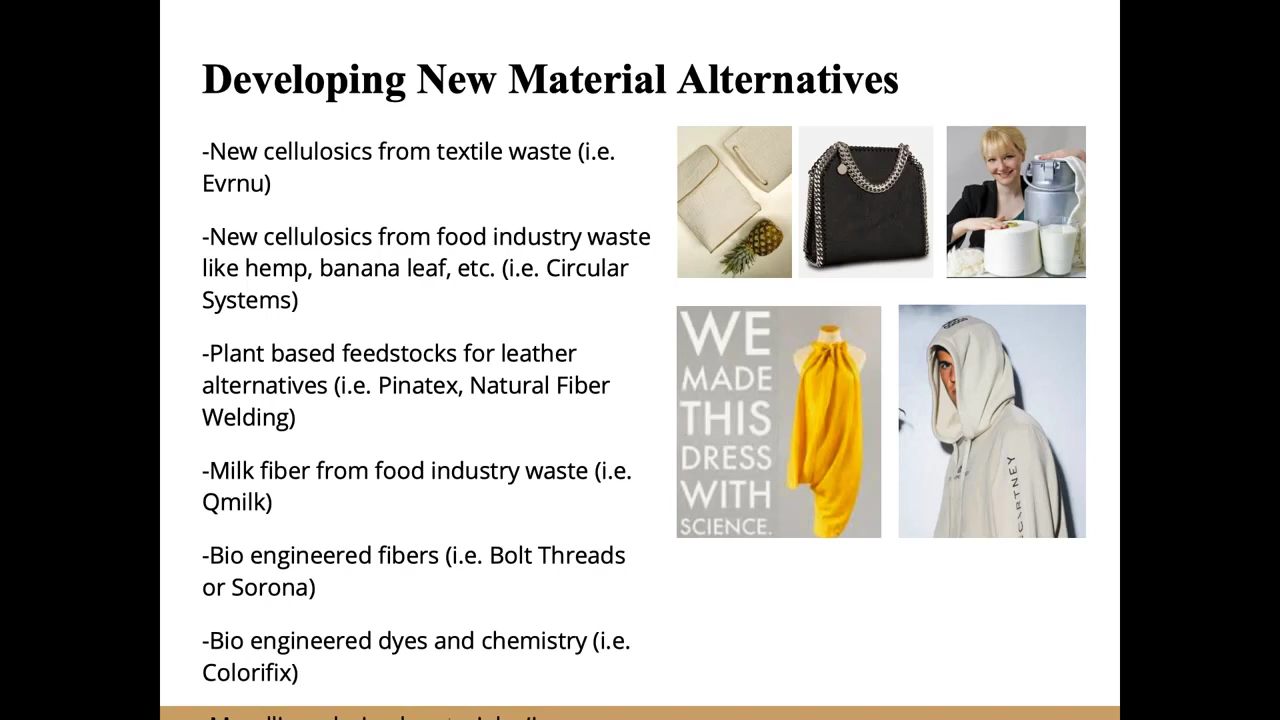 Developing New Material Alternatives
-New cellulosics from textile waste (i.e.
Evrnu)
-New cellulosics from food industry waste
like hemp, banana leaf, etc. (i.e. Circular
Systems)
-Plant based feedstocks for leather
alternatives (i.e. Pinatex, Natural Fiber
Welding)
-Milk fiber from food industry waste (i.e.
Qmilk)
-Bio engineered fibers (i.e. Bolt Threads
or Sorona)
-Bio engineered dyes and chemistry (i.e.
Colorifix)
WE
MADE
THIS
DRESS
WITH
SCIENCE.